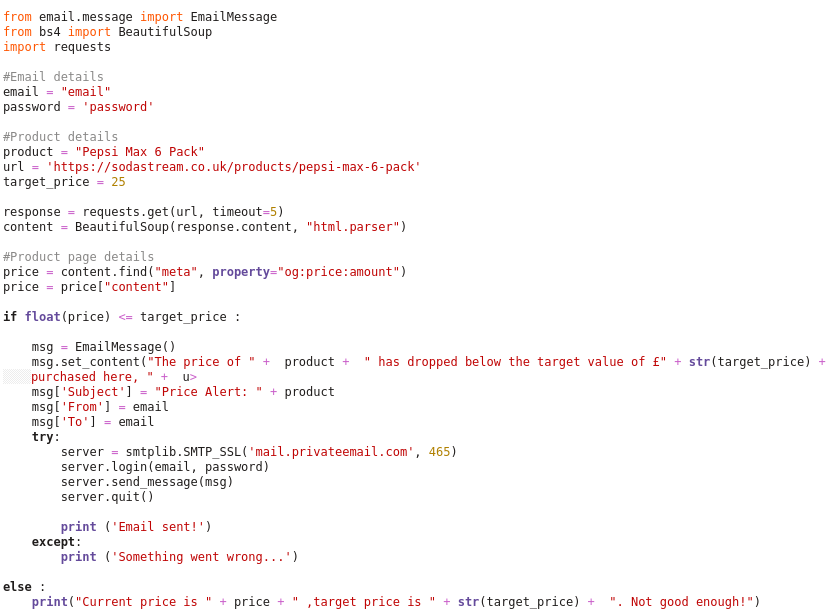 from email.message import EmailMessage
from bs4 import BeautifulSoup
import requests
#Email details
email = "email"
password = 'password'
#Product details
product = "Pepsi Max 6 Pack"
url = 'https://sodastream.co.uk/products/pepsi-max-6-pack'
target_price = 25
response = requests.get(url, timeout=5)
content = BeautifulSoup(response.content, "html.parser")
#Product page details
price = content.find("meta", property="og:price:amount")
price = price["content"]
if float(price) <= target_price :
    msg = EmailMessage()
    msg.set_content("The price of " +  product +  " has dropped below the target value of £" + str(target_price) +
    purchased here, " +  u>
    msg['Subject'] = "Price Alert: " + product
    msg['From'] = email
    msg['To'] = email
    try:
        server = smtplib.SMTP_SSL('mail.privateemail.com', 465)
        server.login(email, password)
        server.send_message(msg)
        server.quit()
        print ('Email sent!')
    except:
        print ('Something went wrong...')
else :
    print("Current price is " + price + " ,target price is " + str(target_price) +  ". Not good enough!")